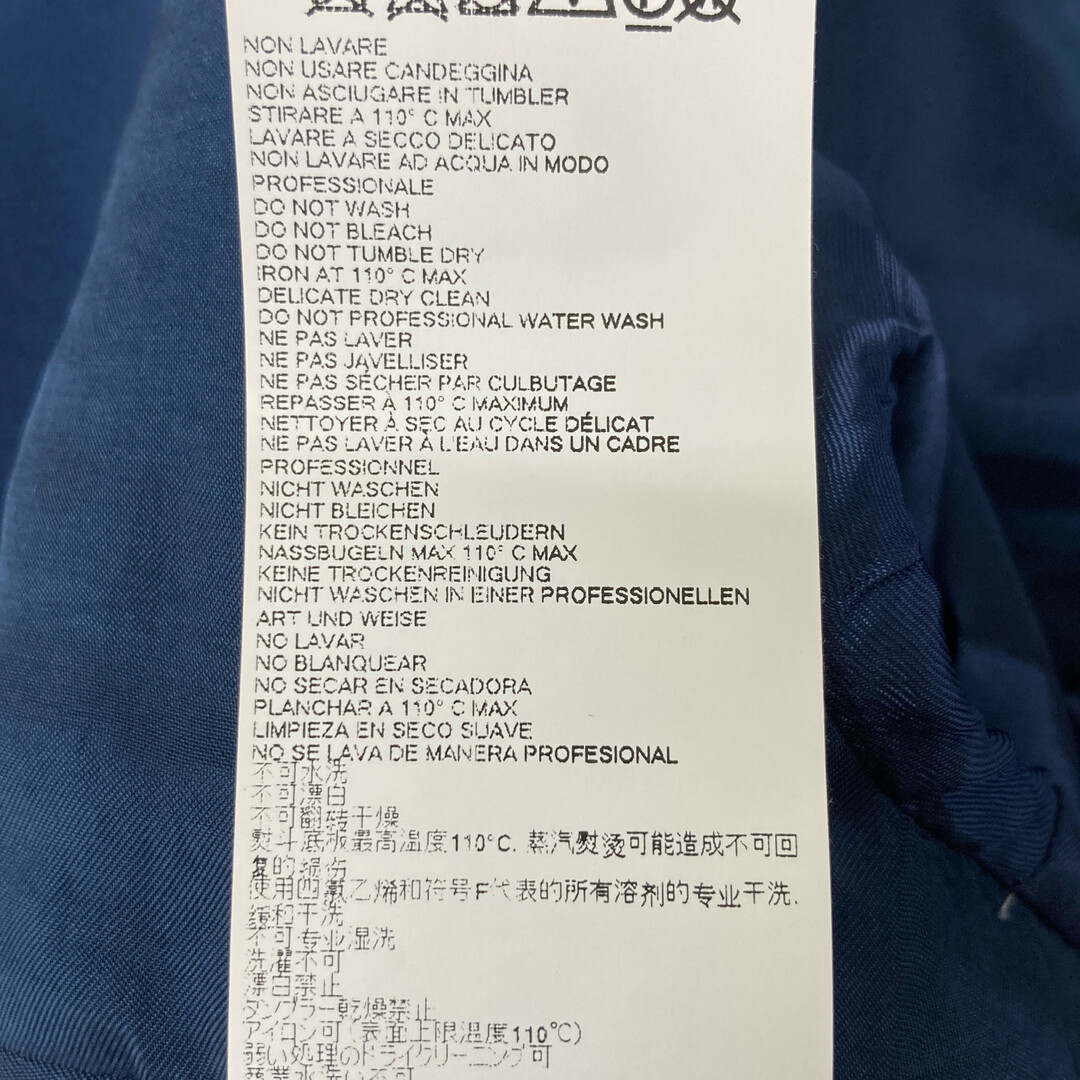 NON LAVARE
NON USARE CANDEGGINA
NON ASCIUGARE IN TUMBLER
STIRARE A 110° C MAX
LAVARE A SECCO DELICATO
NON LAVARE AD ACQUA IN MODO
PROFESSIONALE
DO NOT WASH
DO NOT BLEACH
DO NOT TUMBLE DRY
IRON AT 110° C MAX
DELICATE DRY CLEAN
DO NOT PROFESSIONAL WATER WASH
NE PAS LAVER
NE PAS JAVELLISER
NE PAS SÉCHER PAR CULBUTAGE
REPASSER À 110° C MAXIMUM
NETTOYER À SEC AU CYCLE DÉLICAT
NE PAS LAVER À L'EAU DANS UN CADRE
PROFESSIONNEL
NICHT WASCHEN
NICHT BLEICHEN
KEIN TROCKENSCHLEUDERN
NASSBUGELN MAX 110° C MAX
KEINE TROCKENREINIGUNG
NICHT WASCHEN IN EINER PROFESSIONELLEN
ART UND WEISE
NO LAVAR
NO BLANQUEAR
NO SECAR EN SECADORA
PLANCHAR A 110° C MAX
LIMPIEZA EN SECO SUAVE
NO SE LAVA DE MANERA PROFESIONAL
不可水洗
不可漂白
不可翻转干燥
熨斗底板最高温度110°C. 蒸汽熨烫可能造成不可回
复的损伤
使用四氯乙烯和符号F代表的所有溶剂的专业干洗.
缓和干洗
不可专业湿洗
洗濯不可
漂白禁止
タンブラー乾燥禁止
アイロン可(表面上限温度110℃)
弱い処理のドライクリーニング可